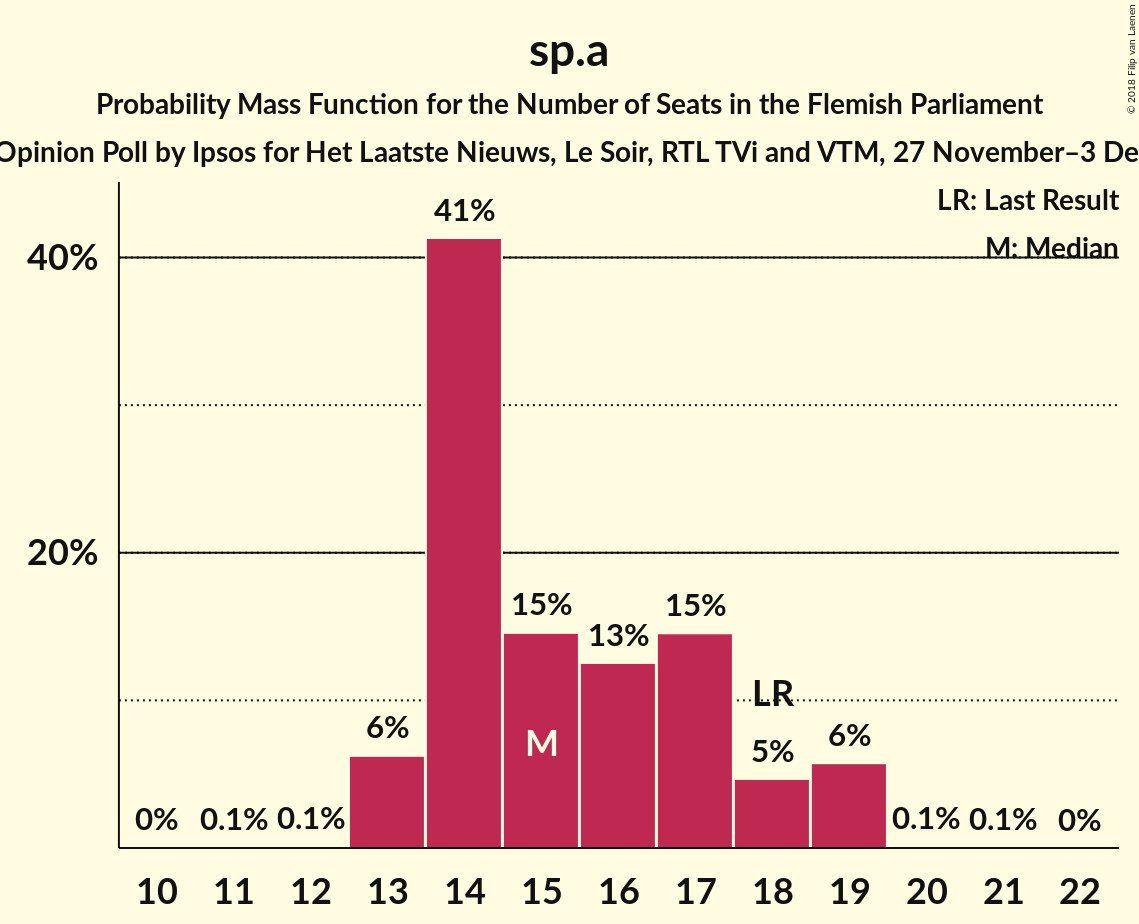 sp.a
Probability Mass Function for the Number of Seats in the Flemish Parliament
Opinion Poll by Ipsos for Het Laatste Nieuws, Le Soir, RTL TVi and VTM, 27 November–3 De
© 2018 Filip van Laenen
LR: Last Result
M: Median
40%
20%
0%
0.1%
0.1%
6%
41%
15%
M
13%
15%
LR
5%
6%
0.1%
0.1%
0%
10 11 12 13 14 15 16 17 18 19 20 21 22